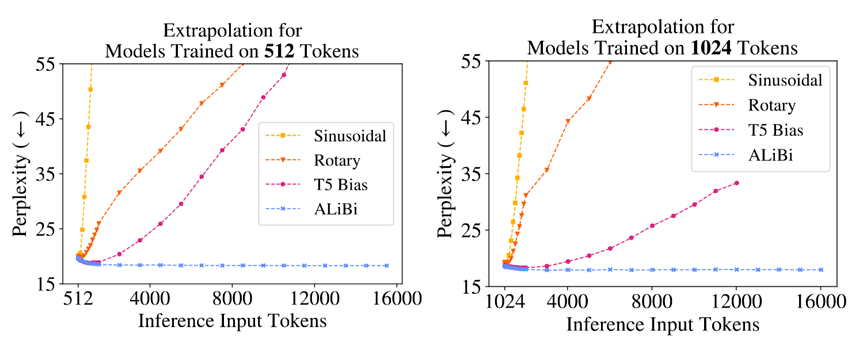 Extrapolation for
Models Trained on 512 Tokens
55
45
35
25
15
Perplexity (←)
512
4000
8000
12000
16000
Inference Input Tokens
Sinusoidal
Rotary
T5 Bias
ALiBi
Extrapolation for
Models Trained on 1024 Tokens
55
45
35
25
15
Perplexity (←)
1024
4000
8000
12000
16000
Inference Input Tokens
Sinusoidal
Rotary
T5 Bias
ALiBi